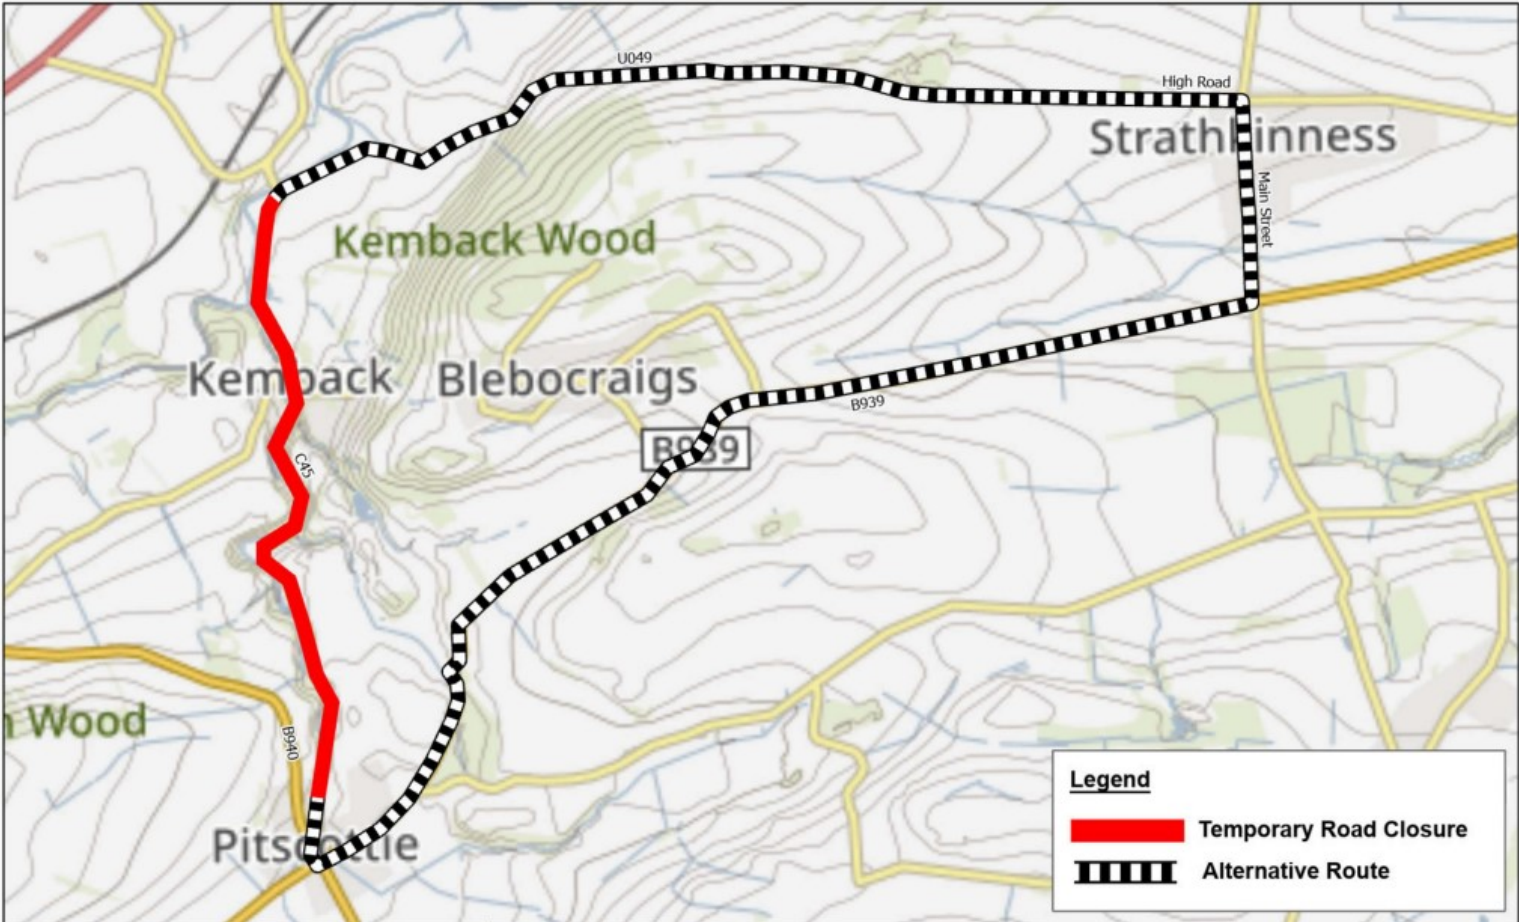 U049
High Road
Strathkinness
Main Street
Kemback Wood
Kemback
Blebocraigs
B939
B939
C45
n Wood
B940
Pitscottie
Legend
Temporary Road Closure
Alternative Route